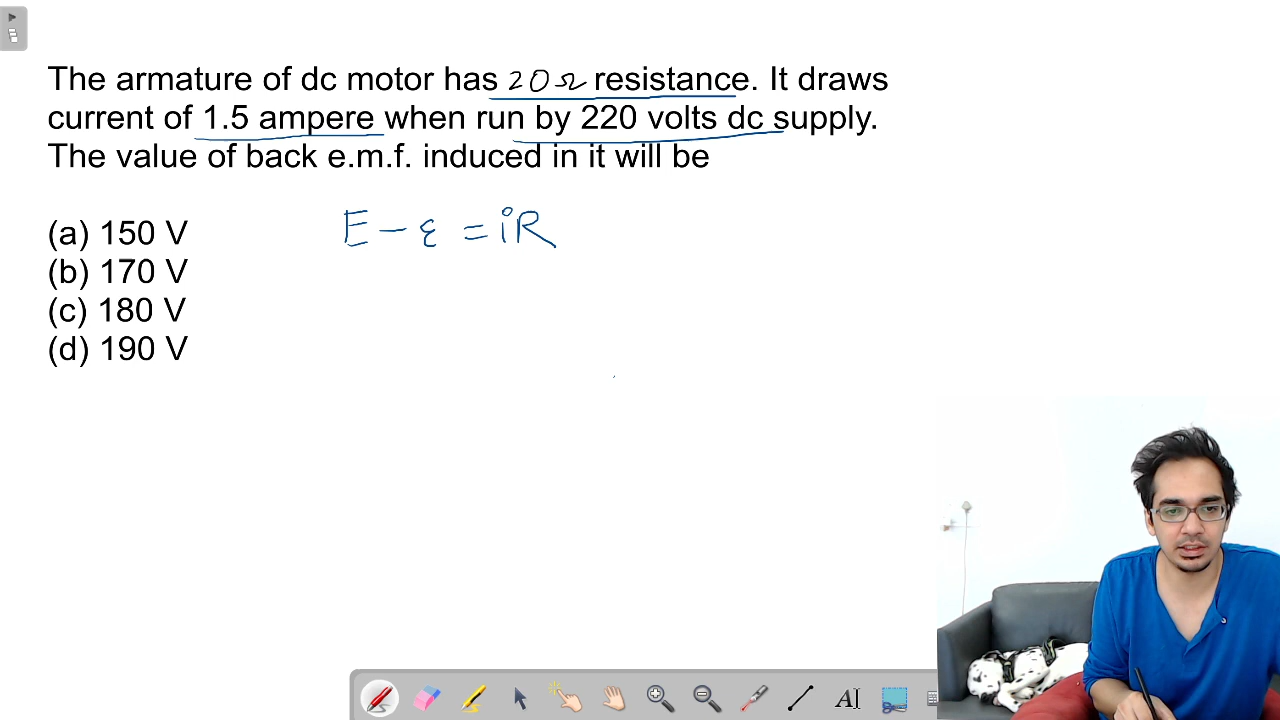 The armature of dc motor has 20Ω resistance. It draws
current of 1.5 ampere when run by 220 volts dc supply.
The value of back e.m.f. induced in it will be
(a) 150 V
E - ε = iR
(b) 170 V
(c) 180 V
(d) 190 V
A